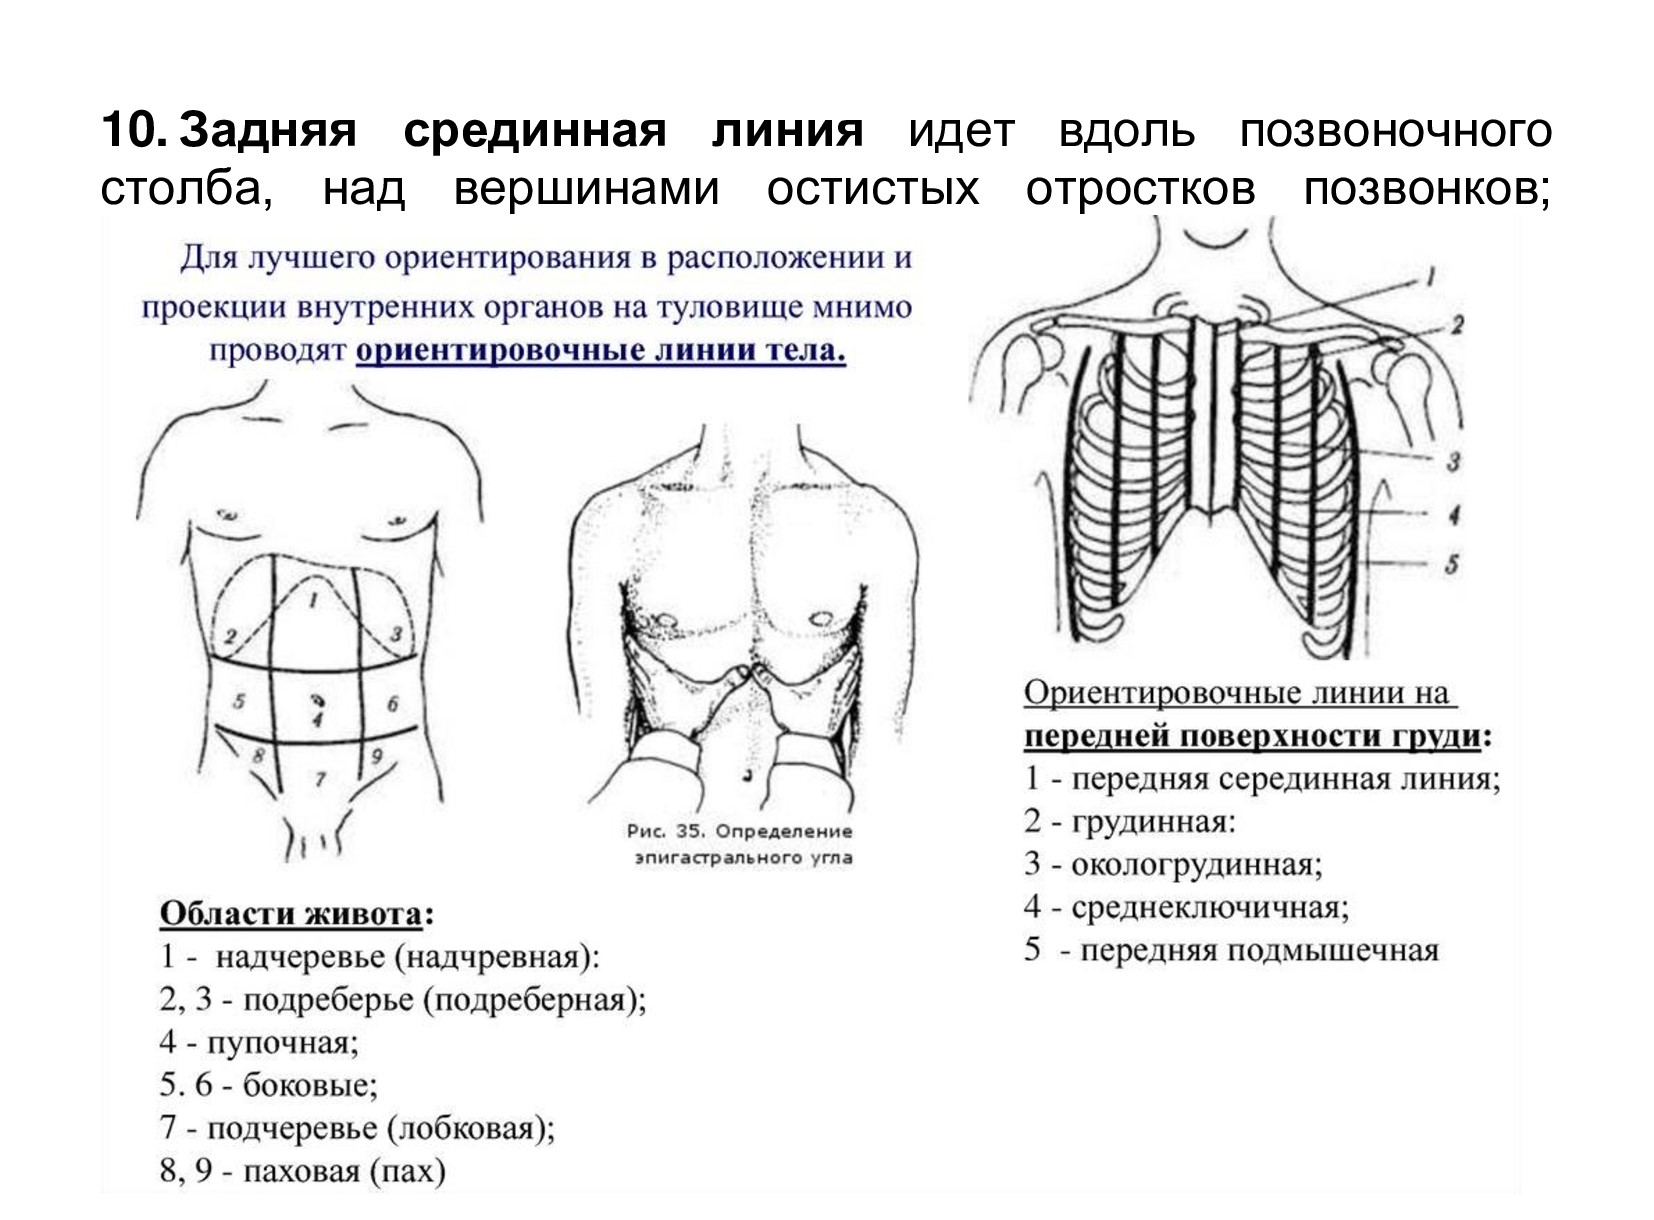 10. Задняя срединная линия идет вдоль позвоночного
столба, над вершинами остистых отростков позвонков;
Для лучшего ориентирования в расположении и
проекции внутренних органов на туловище мнимо
проводят ориентировочные линии тела.
1
2
3
4
5
6
7
8
9
Рис. 35. Определение
эпигастрального угла
1
2
3
4
5
Ориентировочные линии на
передней поверхности груди:
1 - передняя серединная линия;
2 - грудинная:
3 - окологрудинная;
4 - среднеключичная;
5 - передняя подмышечная
Области живота:
1 - надчеревье (надчревная):
2, 3 - подреберье (подреберная);
4 - пупочная;
5. 6 - боковые;
7 - подчеревье (лобковая);
8, 9 - паховая (пах)